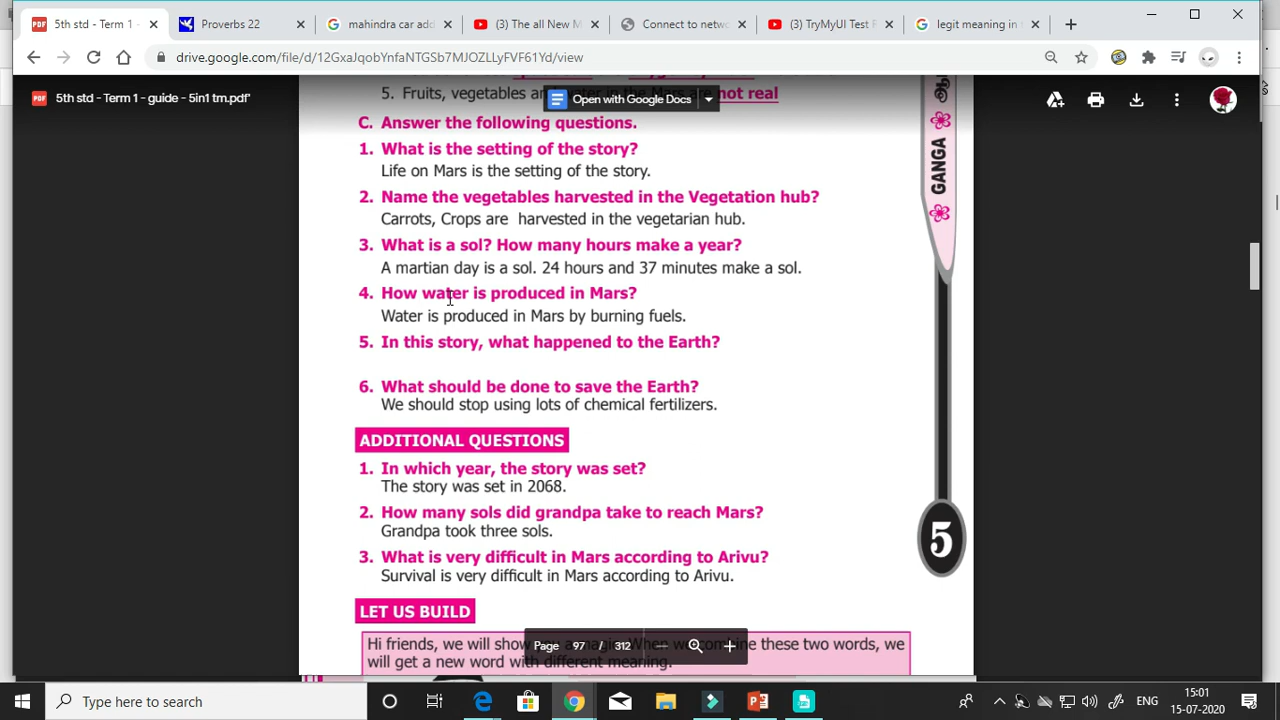 5th std - Term 1 -
Proverbs 22
mahindra car add
(3) The all New M
Connect to netwo
(3) TryMyUI Test R
legit meaning in
drive.google.com/file/d/12GxaJqobYnfaNTGSb7MJOZLLyFVF61Yd/view
PDF 5th std - Term 1 - guide - 5in1 tm.pdf'
Open with Google Docs
5. Fruits, vegetables in the Mars are not real
C. Answer the following questions.
1. What is the setting of the story?
Life on Mars is the setting of the story.
2. Name the vegetables harvested in the Vegetation hub?
Carrots, Crops are harvested in the vegetarian hub.
3. What is a sol? How many hours make a year?
A martian day is a sol. 24 hours and 37 minutes make a sol.
4. How water is produced in Mars?
Water is produced in Mars by burning fuels.
5. In this story, what happened to the Earth?
6. What should be done to save the Earth?
We should stop using lots of chemical fertilizers.
ADDITIONAL QUESTIONS
1. In which year, the story was set?
The story was set in 2068.
2. How many sols did grandpa take to reach Mars?
Grandpa took three sols.
3. What is very difficult in Mars according to Arivu?
Survival is very difficult in Mars according to Arivu.
LET US BUILD
Hi friends, we will show these two words, we
will get a new word with different meaning.
Page 97 / 312
GANGA
5
Type here to search
ENG
15:01
15-07-2020